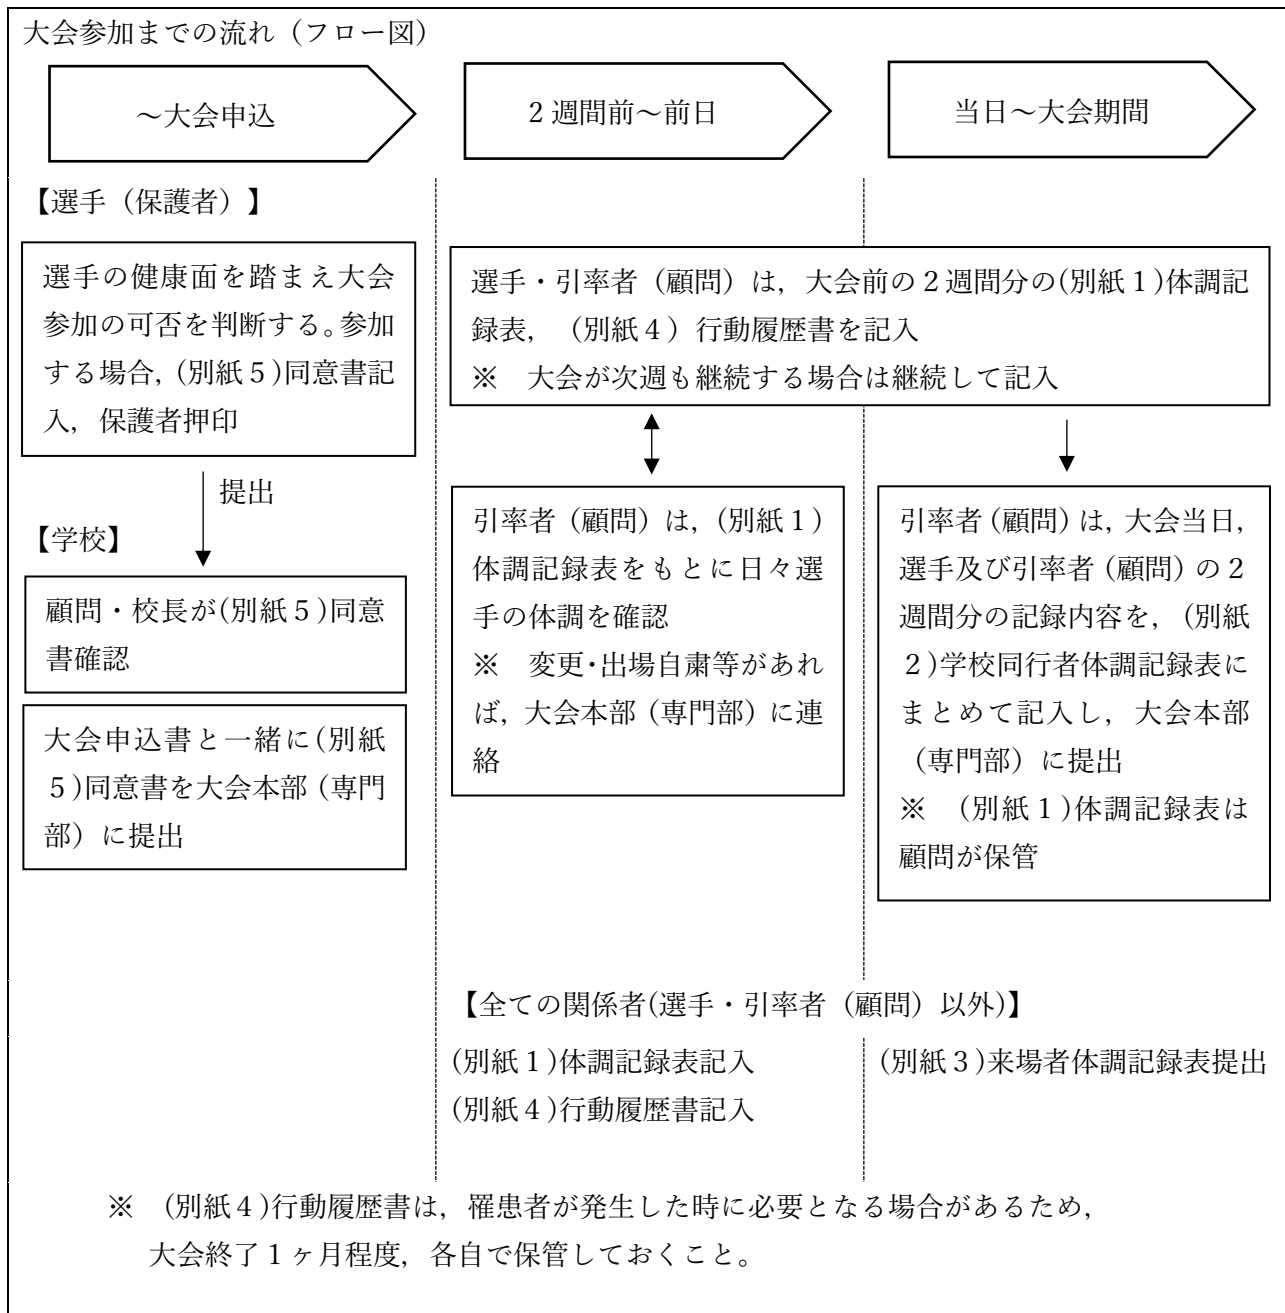 大会参加までの流れ（フロー図）
～大会申込
２週間前～前日
当日～大会期間
【選手（保護者）】
選手の健康面を踏まえ大会
参加の可否を判断する。参加
する場合，(別紙５)同意書記
入，保護者押印
提出
【学校】
顧問・校長が(別紙５)同意
書確認
大会申込書と一緒に(別紙
５)同意書を大会本部（専門
部）に提出
選手・引率者（顧問）は，大会前の２週間分の(別紙１)体調記
録表，（別紙４）行動履歴書を記入
※　大会が次週も継続する場合は継続して記入
引率者（顧問）は，(別紙１)
体調記録表をもとに日々選
手の体調を確認
※　変更・出場自粛等があれ
ば，大会本部（専門部）に連
絡
引率者（顧問）は，大会当日，
選手及び引率者（顧問）の２
週間分の記録内容を，(別紙
２)学校同行者体調記録表に
まとめて記入し，大会本部
（専門部）に提出
※　(別紙１)体調記録表は
顧問が保管
【全ての関係者(選手・引率者（顧問）以外)】
(別紙１)体調記録表記入
(別紙４)行動履歴書記入
(別紙３)来場者体調記録表提出
※　(別紙４)行動履歴書は，罹患者が発生した時に必要となる場合があるため，
大会終了１ヶ月程度，各自で保管しておくこと。